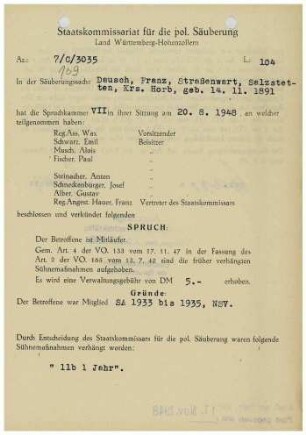 Staatskommissariat für die pol. Säuberung
Land Württemberg-Hohenzollern
Az.: 7/C/3035
Le 104
109
In der Säuberungssache Deusch, Franz, Straßenwart, Salzstet-
ten, Krs. Horb, geb. 14. 11. 1891
hat die Spruchkammer VII in ihrer Sitzung am 20. 8. 1948, an welcher
teilgenommen haben:
Reg.Ass. Wax, Vorsitzender
Schwarz, Emil Beisitzer
Masch, Alois "
Fischer, Paul "
Steinacher, Anton
Schneckenburger, Josef
Alber, Gustav
Reg.Angest. Hauer, Franz Vertreter des Staatskommissars
beschlossen und verkündet folgenden
SPRUCH:
Der Betroffene ist Mitläufer.
Gem. Art. 4 der VO. 133 vom 17. 11. 47 in der Fassung des
Art. 3 der VO. 165 vom 13. 7. 48 sind die früher verhängten
Sühnemaßnahmen aufgehoben.
Es wird eine Verwaltungsgebühr von DM 5.- erhoben.
Gründe:
Der Betroffene war Mitglied SA 1933 bis 1935, NSV.
Durch Entscheidung des Staatskommissars für die pol. Säuberung waren folgende
Sühnemaßnahmen verhängt worden:
" 11b 1 Jahr".